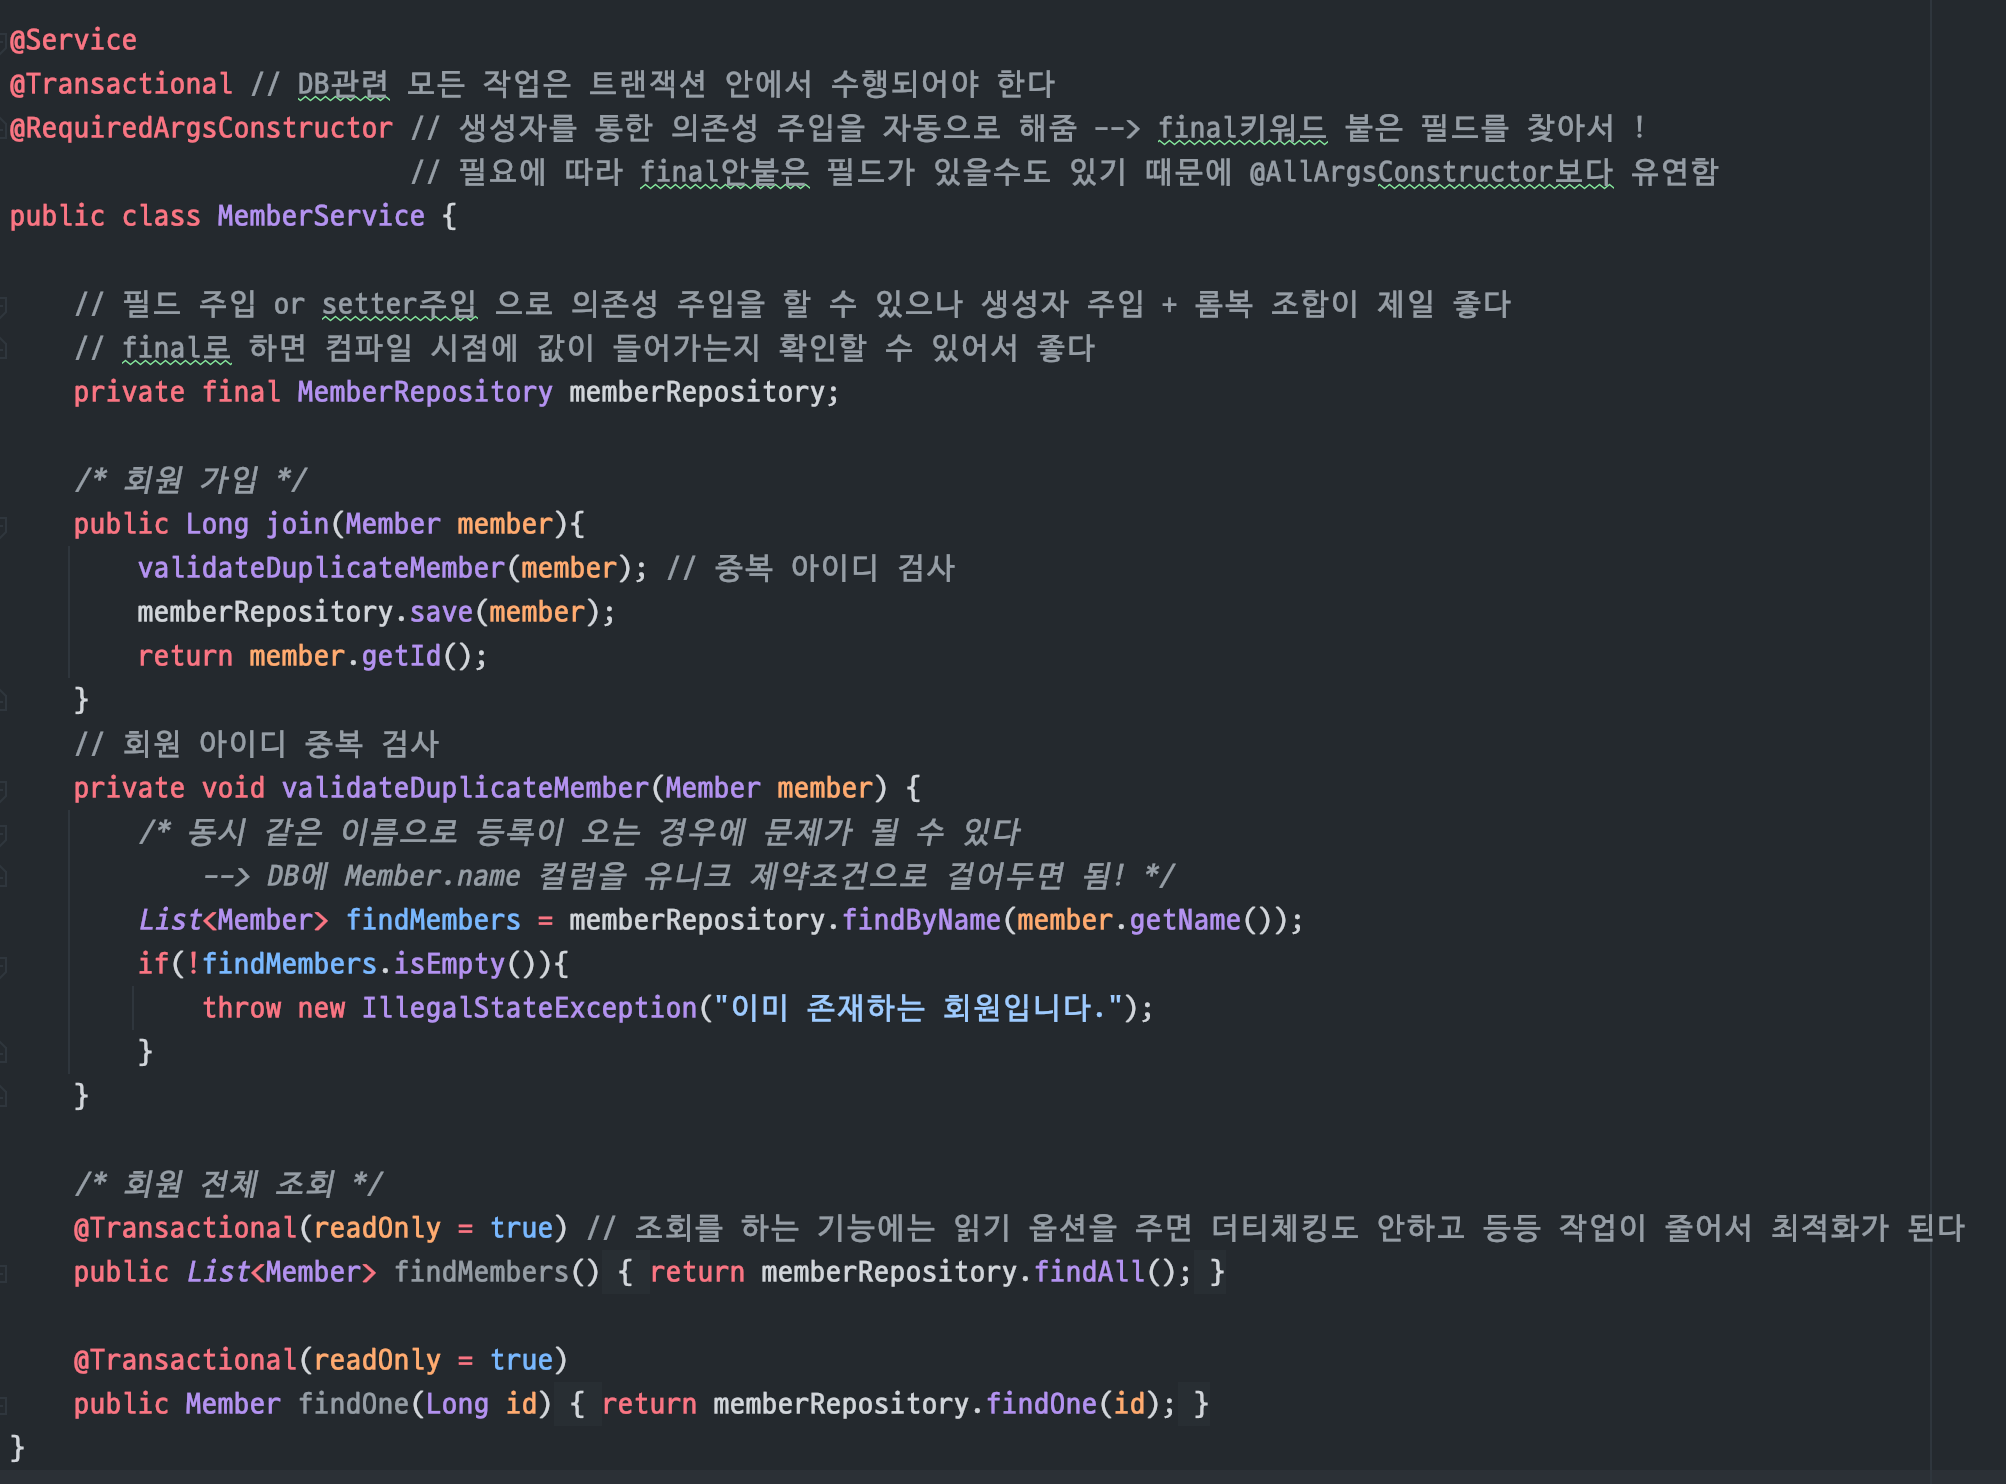 @Service
@Transactional // DB관련 모든 작업은 트랜잭션 안에서 수행되어야 한다
@RequiredArgsConstructor // 생성자를 통한 의존성 주입을 자동으로 해줌 --> final키워드 붙은 필드를 찾아서 !
// 필요에 따라 final안붙은 필드가 있을수도 있기 때문에 @AllArgsConstructor보다 유연함
public class MemberService {
// 필드 주입 or setter주입 으로 의존성 주입을 할 수 있으나 생성자 주입 + 롬복 조합이 제일 좋다
// final로 하면 컴파일 시점에 값이 들어가는지 확인할 수 있어서 좋다
private final MemberRepository memberRepository;
/* 회원 가입 */
public Long join(Member member){
validateDuplicateMember(member); // 중복 아이디 검사
memberRepository.save(member);
return member.getId();
}
// 회원 아이디 중복 검사
private void validateDuplicateMember(Member member) {
/* 동시 같은 이름으로 등록이 오는 경우에 문제가 될 수 있다
--> DB에 Member.name 컬럼을 유니크 제약조건으로 걸어두면 됨! */
List<Member> findMembers = memberRepository.findByName(member.getName());
if(!findMembers.isEmpty()){
throw new IllegalStateException("이미 존재하는 회원입니다.");
}
}
/* 회원 전체 조회 */
@Transactional(readOnly = true) // 조회를 하는 기능에는 읽기 옵션을 주면 더티체킹도 안하고 등등 작업이 줄어서 최적화가 된다
public List<Member> findMembers() { return memberRepository.findAll(); }
@Transactional(readOnly = true)
public Member findOne(Long id) { return memberRepository.findOne(id); }
}